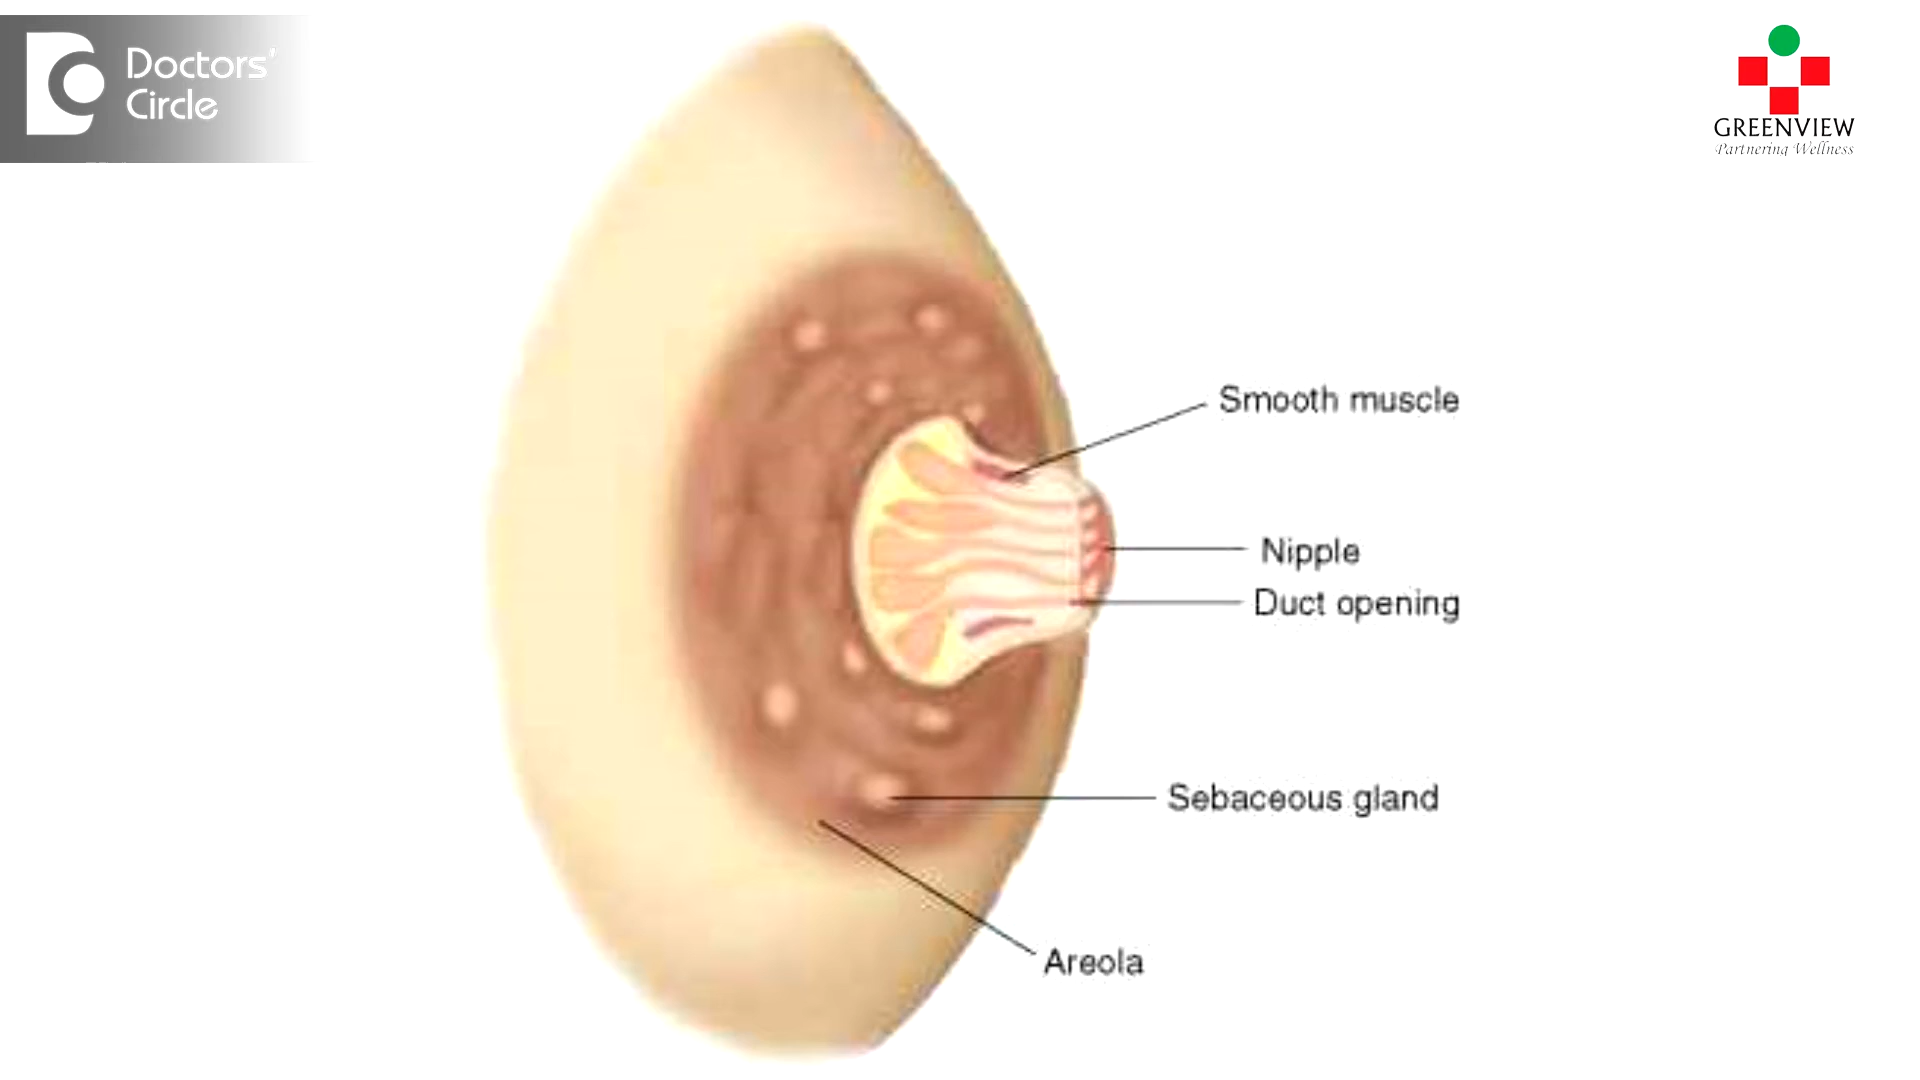 Doctors'
Circle
GREENVIEW
Partnering Wellness
Smooth muscle
Nipple
Duct opening
Sebaceous gland
Areola